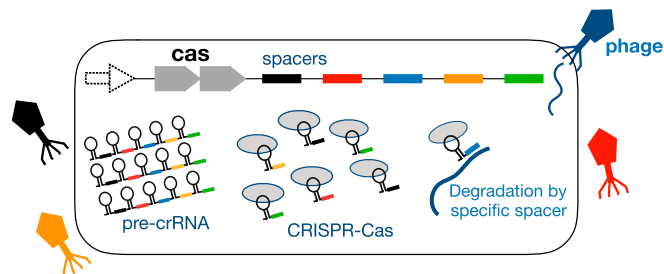 cas
spacers
phage
pre-crRNA
CRISPR-Cas
Degradation by
specific spacer